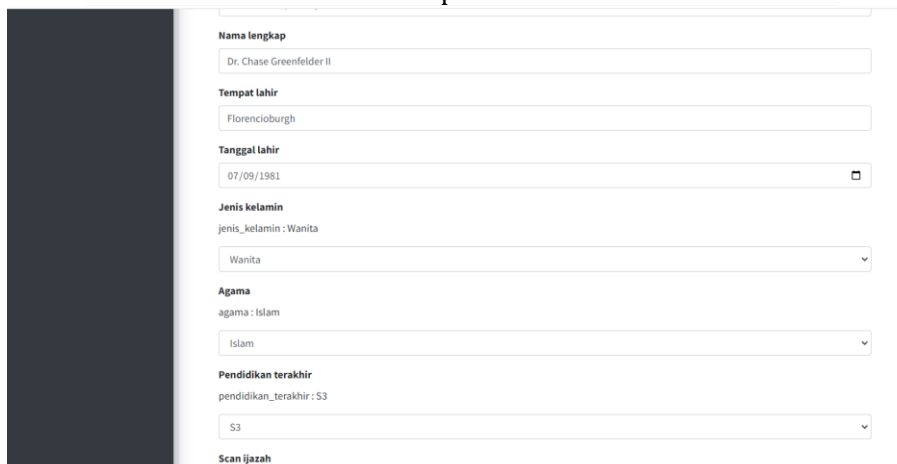 Nama lengkap
Dr. Chase Greenfelder II
Tempat lahir
Florencioburgh
Tanggal lahir
07/09/1981
Jenis kelamin
jenis_kelamin : Wanita
Wanita
Agama
agama : Islam
Islam
Pendidikan terakhir
pendidikan_terakhir : S3
S3
Scan ijazah